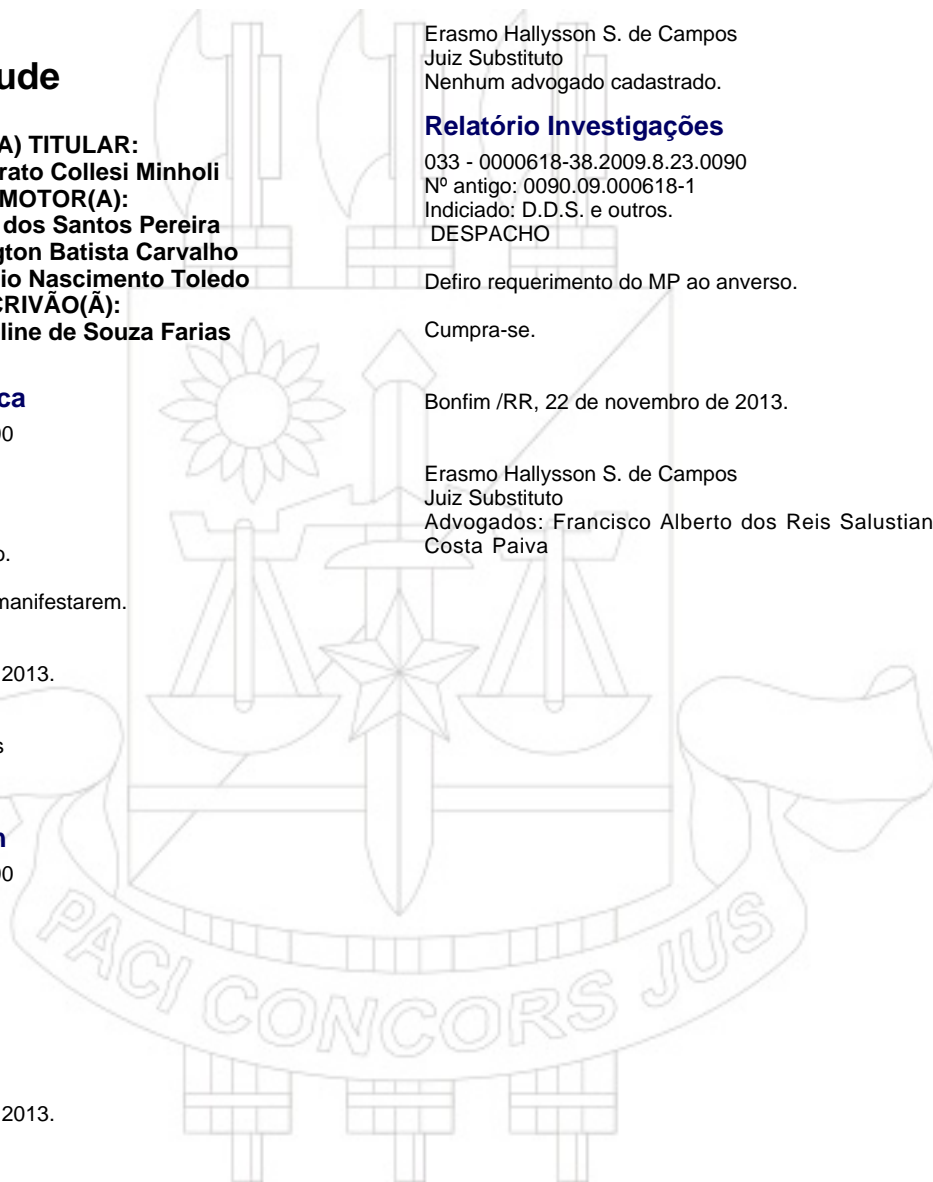 ude
(A) TITULAR:
rato Collesi Minholi
MOTOR(A):
dos Santos Pereira
gton Batista Carvalho
io Nascimento Toledo
CRIVÃO(Ã):
line de Souza Farias
ca
00
o.
manifestarem.
2013.
s
n
00
2013.
Erasmo Hallysson S. de Campos
Juiz Substituto
Nenhum advogado cadastrado.
Relatório Investigações
033 - 0000618-38.2009.8.23.0090
Nº antigo: 0090.09.000618-1
Indiciado: D.D.S. e outros.
DESPACHO
Defiro requerimento do MP ao anverso.
Cumpra-se.
Bonfim /RR, 22 de novembro de 2013.
Erasmo Hallysson S. de Campos
Juiz Substituto
Advogados: Francisco Alberto dos Reis Salustian
Costa Paiva
PACI CONCORS JUS